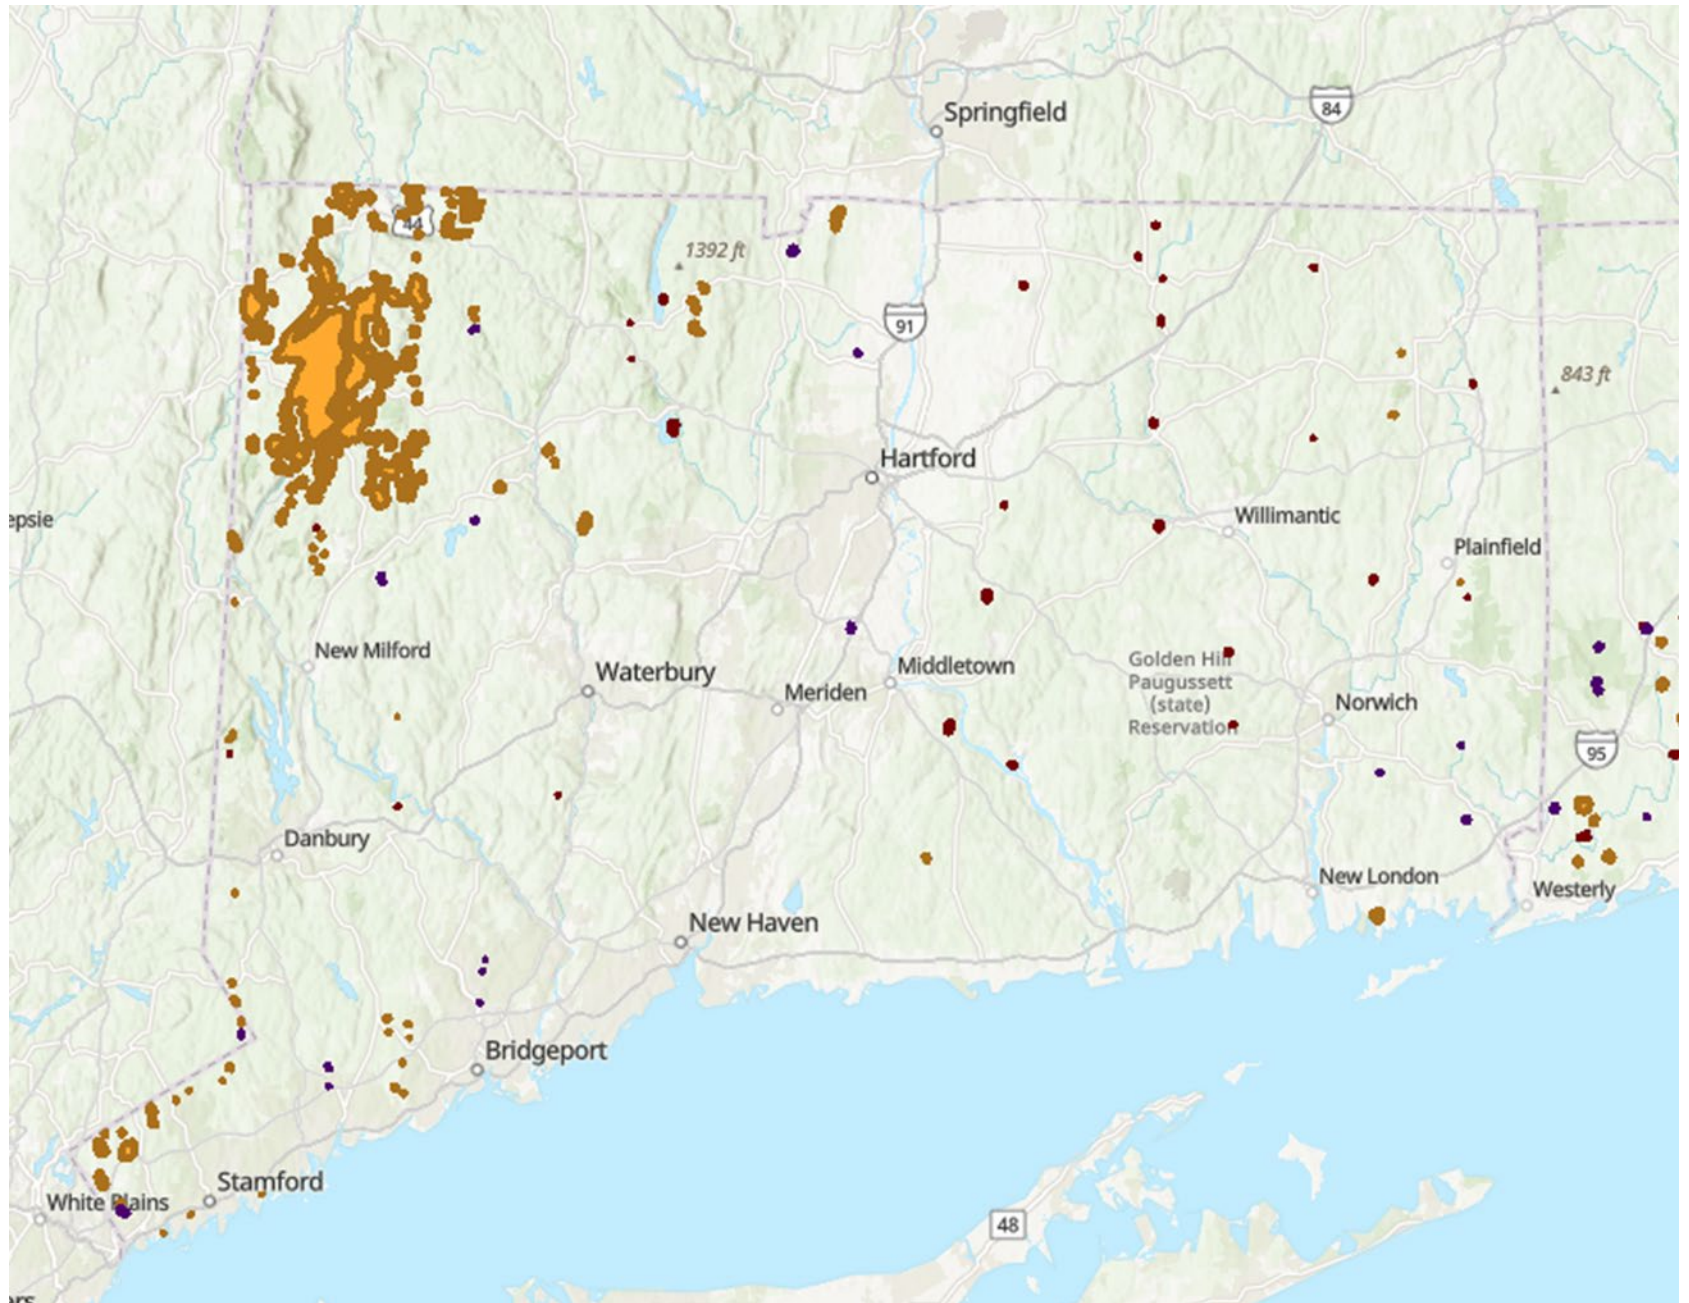 Springfield
84
44
1392 ft
91
843 ft
Hartford
epsie
Willimantic
Plainfield
New Milford
Waterbury
Middletown
Meriden
Golden Hill
Paugussett
(state)
Reservation
Norwich
95
Danbury
New London
Westerly
New Haven
Bridgeport
Stamford
White Plains
48
ers